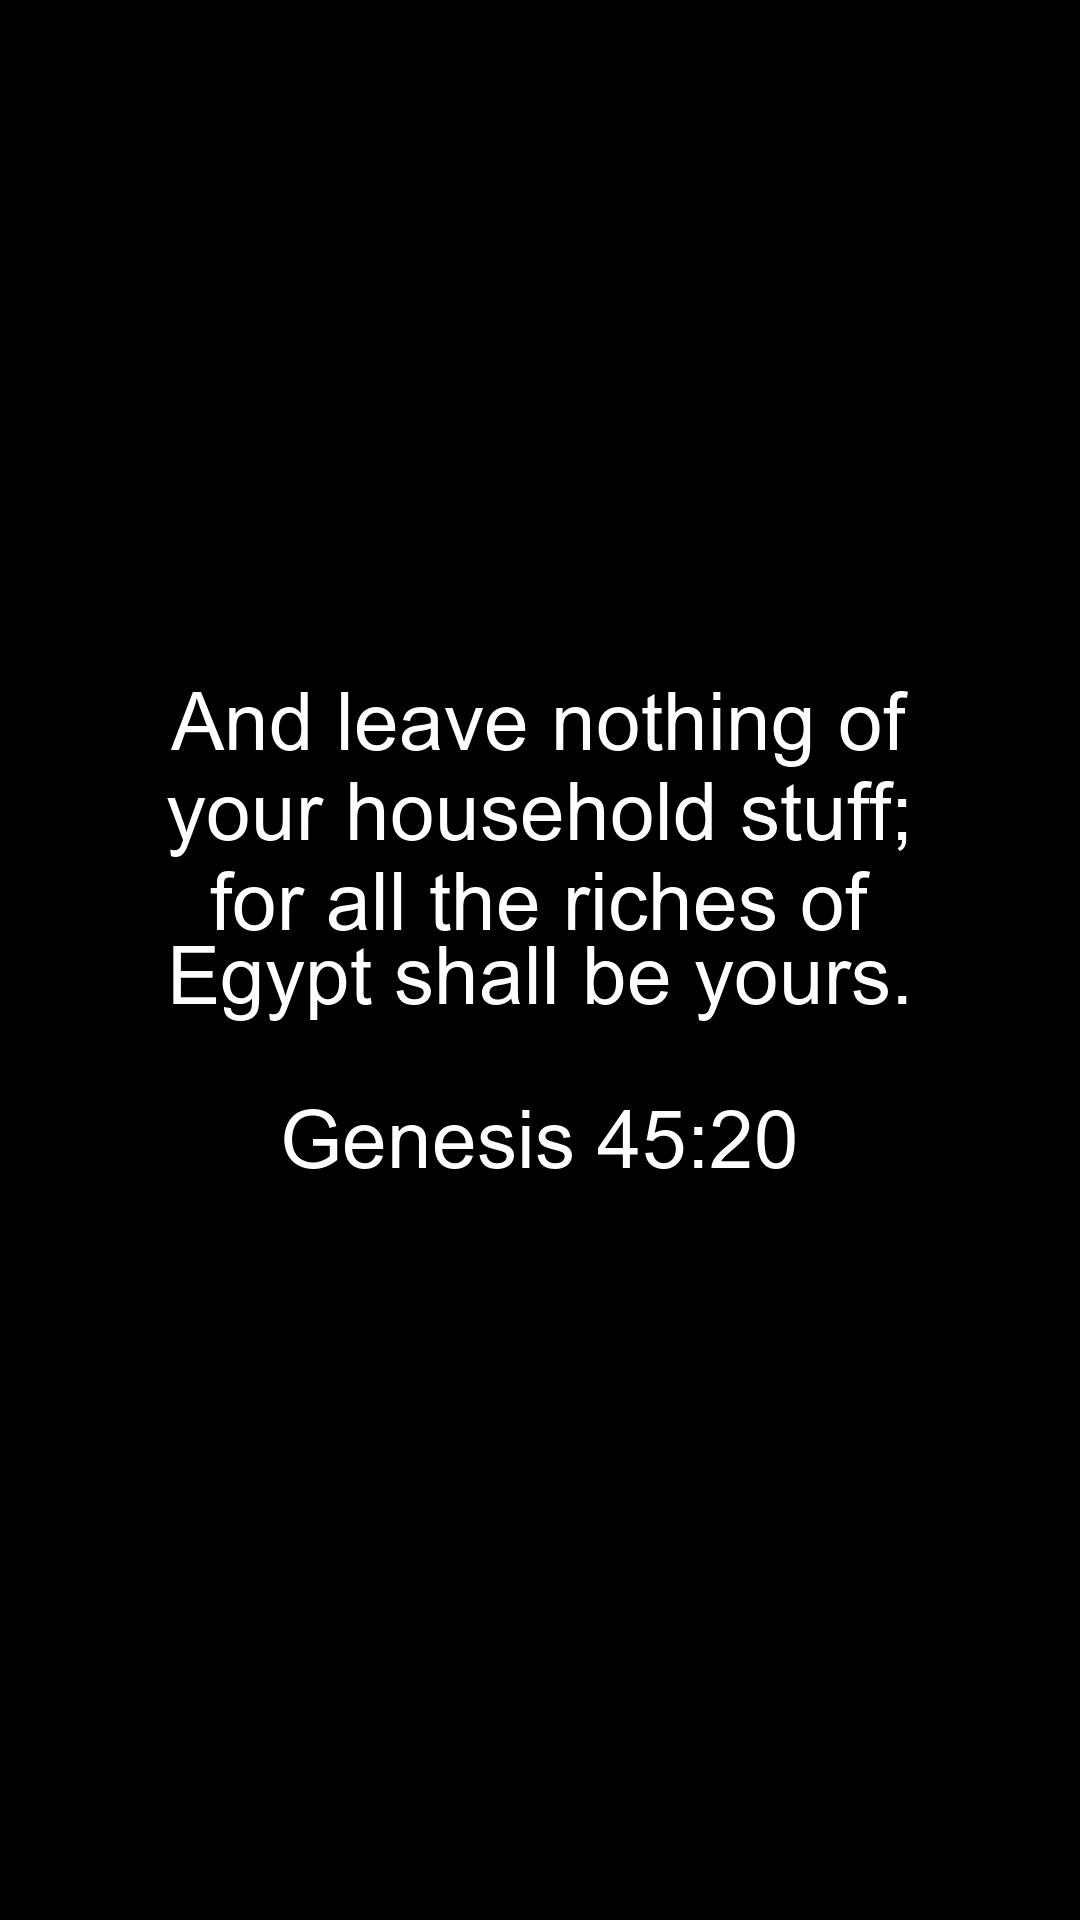 And leave nothing of
your household stuff;
for all the riches of
Egypt shall be yours.
Genesis 45:20